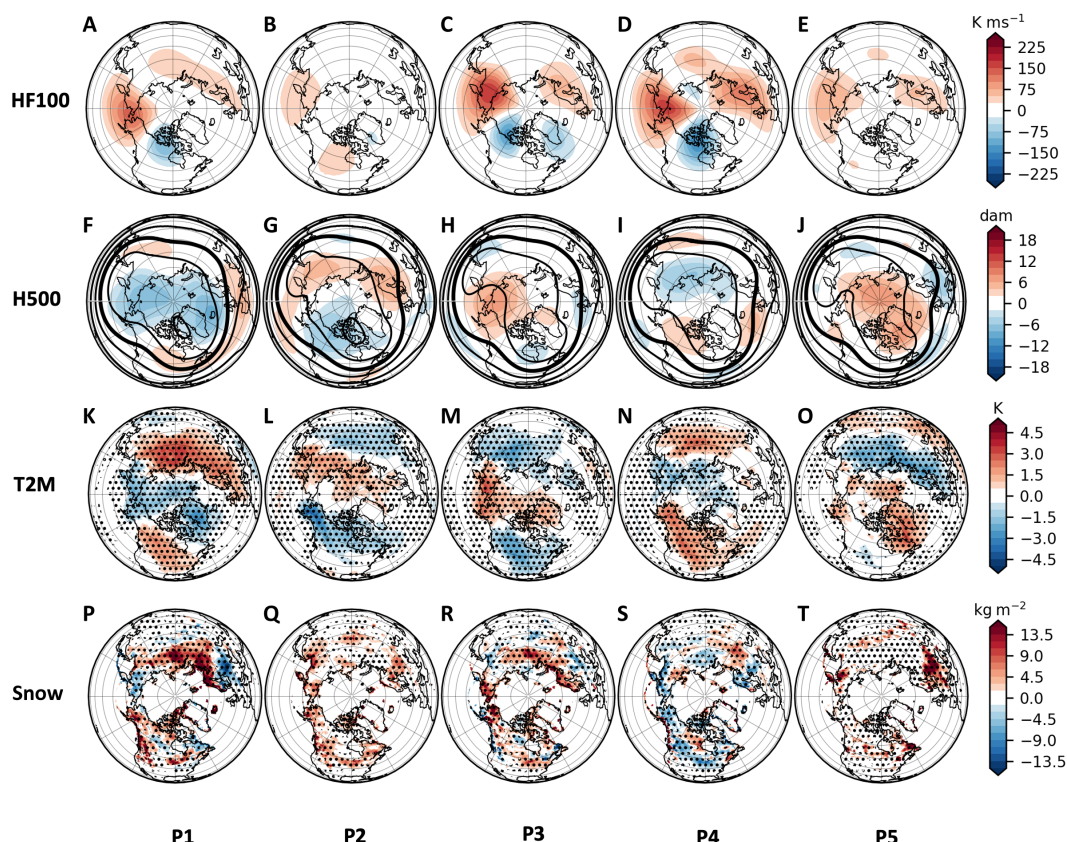 A B C D E
HF100
K ms⁻¹
225
150
75
0
−75
−150
−225
F G H I J
H500
dam
18
12
6
0
−6
−12
−18
K L M N O
T2M
K
4.5
3.0
1.5
0.0
−1.5
−3.0
−4.5
P Q R S T
Snow
kg m⁻²
13.5
9.0
4.5
0.0
−4.5
−9.0
−13.5
P1 P2 P3 P4 P5